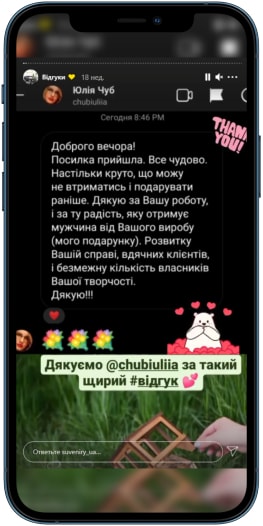 Відгуки 💛 18 нед.
Юлія Чуб
chubiuliia
Сегодня 8:46 PM
THANK YOU!
Доброго вечора!
Посилка прийшла. Все чудово.
Настільки круто, що можу
не втриматись і подарувати
раніше. Дякую за Вашу роботу,
і за ту радість, яку отримує
мужчина від Вашого виробу
(мого подарунку). Розвитку
Вашій справі, вдячних клієнтів,
і безмежну кількість власників
Вашої творчості.
Дякую!!!
Дякуємо @chubiuliia за такий
щирий #відгук 💞
Ответьте suveniry_ua...